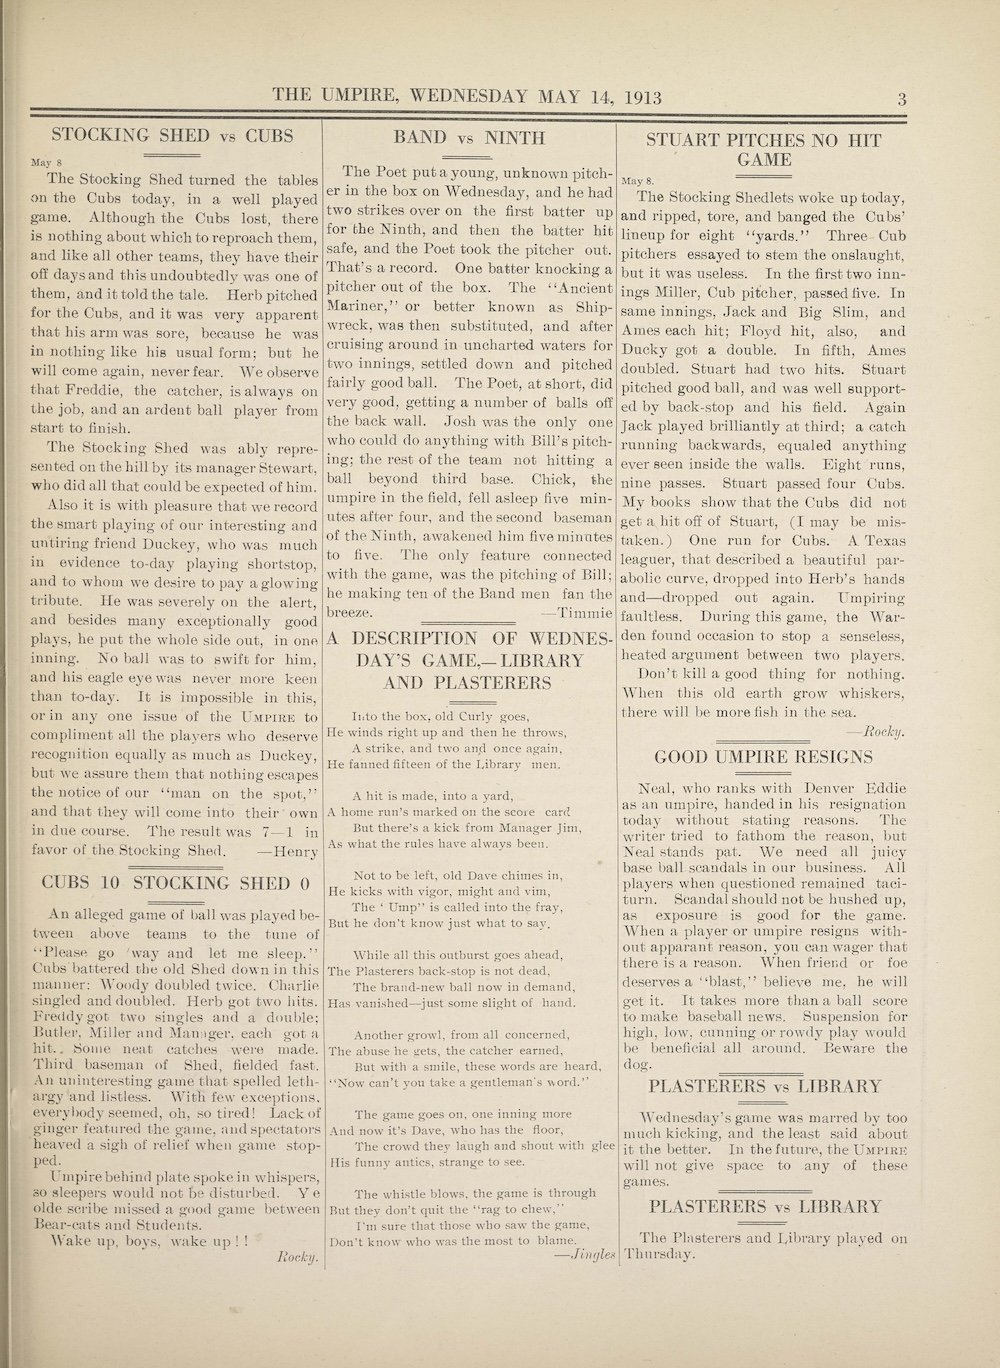 THE UMPIRE, WEDNESDAY MAY 14, 1913
3
STOCKING SHED vs CUBS
May 8
The Stocking Shed turned the tables
on the Cubs today, in a well played
game. Although the Cubs lost, there
is nothing about which to reproach them,
and like all other teams, they have their
off days and this undoubtedly was one of
them, and it told the tale. Herb pitched
for the Cubs, and it was very apparent
that his arm was sore, because he was
in nothing like his usual form; but he
will come again, never fear. We observe
that Freddie, the catcher, is always on
the job, and an ardent ball player from
start to finish.
The Stocking Shed was ably repre-
sented on the hill by its manager Stewart,
who did all that could be expected of him.
Also it is with pleasure that we record
the smart playing of our interesting and
untiring friend Duckey, who was much
in evidence to-day playing shortstop,
and to whom we desire to pay a glowing
tribute. He was severely on the alert,
and besides many exceptionally good
plays, he put the whole side out, in one
inning. No ball was to swift for him,
and his eagle eye was never more keen
than to-day. It is impossible in this,
or in any one issue of the UMPIRE to
compliment all the players who deserve
recognition equally as much as Duckey,
but we assure them that nothing escapes
the notice of our "man on the spot,"
and that they will come into their own
in due course. The result was 7—1 in
favor of the Stocking Shed. —Henry
CUBS 10 STOCKING SHED 0
An alleged game of ball was played be-
tween above teams to the tune of
"Please go 'way and let me sleep."
Cubs battered the old Shed down in this
manner: Woody doubled twice. Charlie
singled and doubled. Herb got two hits.
Freddy got two singles and a double;
Butler, Miller and Manager, each got a
hit. Some neat catches were made.
Third baseman of Shed, fielded fast.
An uninteresting game that spelled leth-
argy and listless. With few exceptions,
everybody seemed, oh, so tired! Lack of
ginger featured the game, and spectators
heaved a sigh of relief when game stop-
ped.
Umpire behind plate spoke in whispers,
so sleepers would not be disturbed. Ye
olde scribe missed a good game between
Bear-cats and Students.
Wake up, boys, wake up ! !
Rocky.
BAND vs NINTH
The Poet put a young, unknown pitch-
er in the box on Wednesday, and he had
two strikes over on the first batter up
for the Ninth, and then the batter hit
safe, and the Poet took the pitcher out.
That's a record. One batter knocking a
pitcher out of the box. The "Ancient
Mariner," or better known as Ship-
wreck, was then substituted, and after
cruising around in uncharted waters for
two innings, settled down and pitched
fairly good ball. The Poet, at short, did
very good, getting a number of balls off
the back wall. Josh was the only one
who could do anything with Bill's pitch-
ing; the rest of the team not hitting a
ball beyond third base. Chick, the
umpire in the field, fell asleep five min-
utes after four, and the second baseman
of the Ninth, awakened him five minutes
to five. The only feature connected
with the game, was the pitching of Bill;
he making ten of the Band men fan the
breeze. —Timmie
A DESCRIPTION OF WEDNES-
DAY'S GAME,—LIBRARY
AND PLASTERERS
Into the box, old Curly goes,
He winds right up and then he throws,
A strike, and two and once again,
He fanned fifteen of the Library men.
A hit is made, into a yard,
A home run's marked on the score card
But there's a kick from Manager Jim,
As what the rules have always been.
Not to be left, old Dave chimes in,
He kicks with vigor, might and vim,
The ' Ump" is called into the fray,
But he don't know just what to say.
While all this outburst goes ahead,
The Plasterers back-stop is not dead,
The brand-new ball now in demand,
Has vanished—just some slight of hand.
Another growl, from all concerned,
The abuse he gets, the catcher earned,
But with a smile, these words are heard,
"Now can't you take a gentleman's word."
The game goes on, one inning more
And now it's Dave, who has the floor,
The crowd they laugh and shout with glee
His funny antics, strange to see.
The whistle blows, the game is through
But they don't quit the "rag to chew,"
I'm sure that those who saw the game,
Don't know who was the most to blame.
—Jingles
STUART PITCHES NO HIT
GAME
May 8.
The Stocking Shedlets woke up today,
and ripped, tore, and banged the Cubs'
lineup for eight "yards." Three Cub
pitchers essayed to stem the onslaught,
but it was useless. In the first two inn-
ings Miller, Cub pitcher, passed five. In
same innings, Jack and Big Slim, and
Ames each hit; Floyd hit, also, and
Ducky got a double. In fifth, Ames
doubled. Stuart had two hits. Stuart
pitched good ball, and was well support-
ed by back-stop and his field. Again
Jack played brilliantly at third; a catch
running backwards, equaled anything
ever seen inside the walls. Eight runs,
nine passes. Stuart passed four Cubs.
My books show that the Cubs did not
get a hit off of Stuart, (I may be mis-
taken.) One run for Cubs. A Texas
leaguer, that described a beautiful par-
abolic curve, dropped into Herb's hands
and—dropped out again. Umpiring
faultless. During this game, the War-
den found occasion to stop a senseless,
heated argument between two players.
Don't kill a good thing for nothing.
When this old earth grow whiskers,
there will be more fish in the sea.
—Rocky.
GOOD UMPIRE RESIGNS
Neal, who ranks with Denver Eddie
as an umpire, handed in his resignation
today without stating reasons. The
writer tried to fathom the reason, but
Neal stands pat. We need all juicy
base ball scandals in our business. All
players when questioned remained taci-
turn. Scandal should not be hushed up,
as exposure is good for the game.
When a player or umpire resigns with-
out apparant reason, you can wager that
there is a reason. When friend or foe
deserves a "blast," believe me, he will
get it. It takes more than a ball score
to make baseball news. Suspension for
high, low, cunning or rowdy play would
be beneficial all around. Beware the
dog.
PLASTERERS vs LIBRARY
Wednesday's game was marred by too
much kicking, and the least said about
it the better. In the future, the UMPIRE
will not give space to any of these
games.
PLASTERERS vs LIBRARY
The Plasterers and Library played on
Thursday.